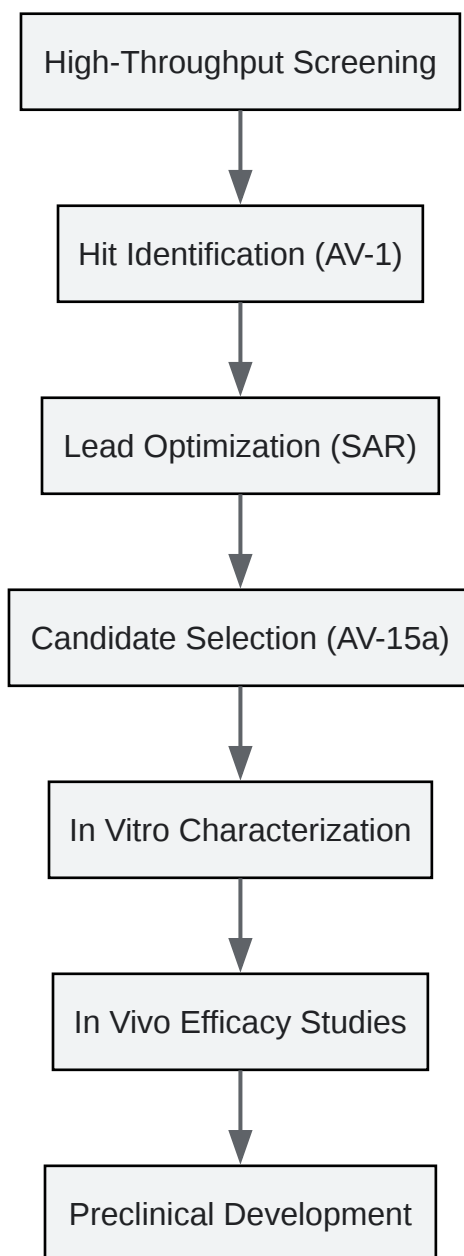 High-Throughput Screening
Hit Identification (AV-1)
Lead Optimization (SAR)
Candidate Selection (AV-15a)
In Vitro Characterization
In Vivo Efficacy Studies
Preclinical Development